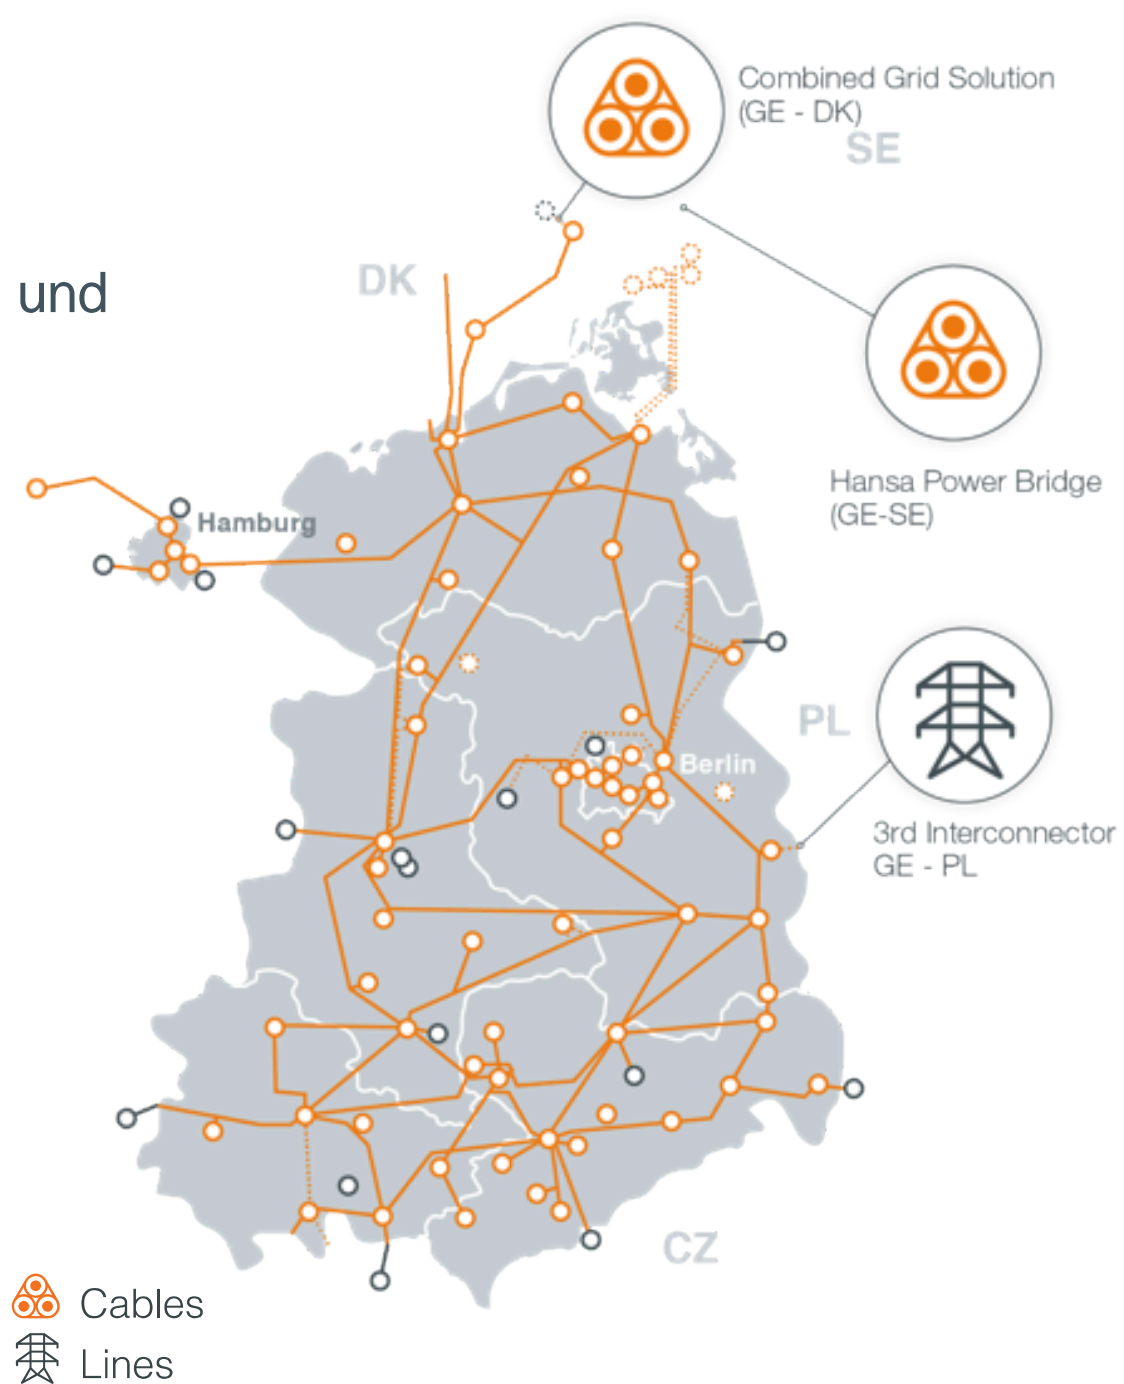 Combined Grid Solution
(GE - DK)
SE
DK
und
Hansa Power Bridge
(GE-SE)
Hamburg
PL
Berlin
3rd Interconnector
GE - PL
CZ
Cables
Lines